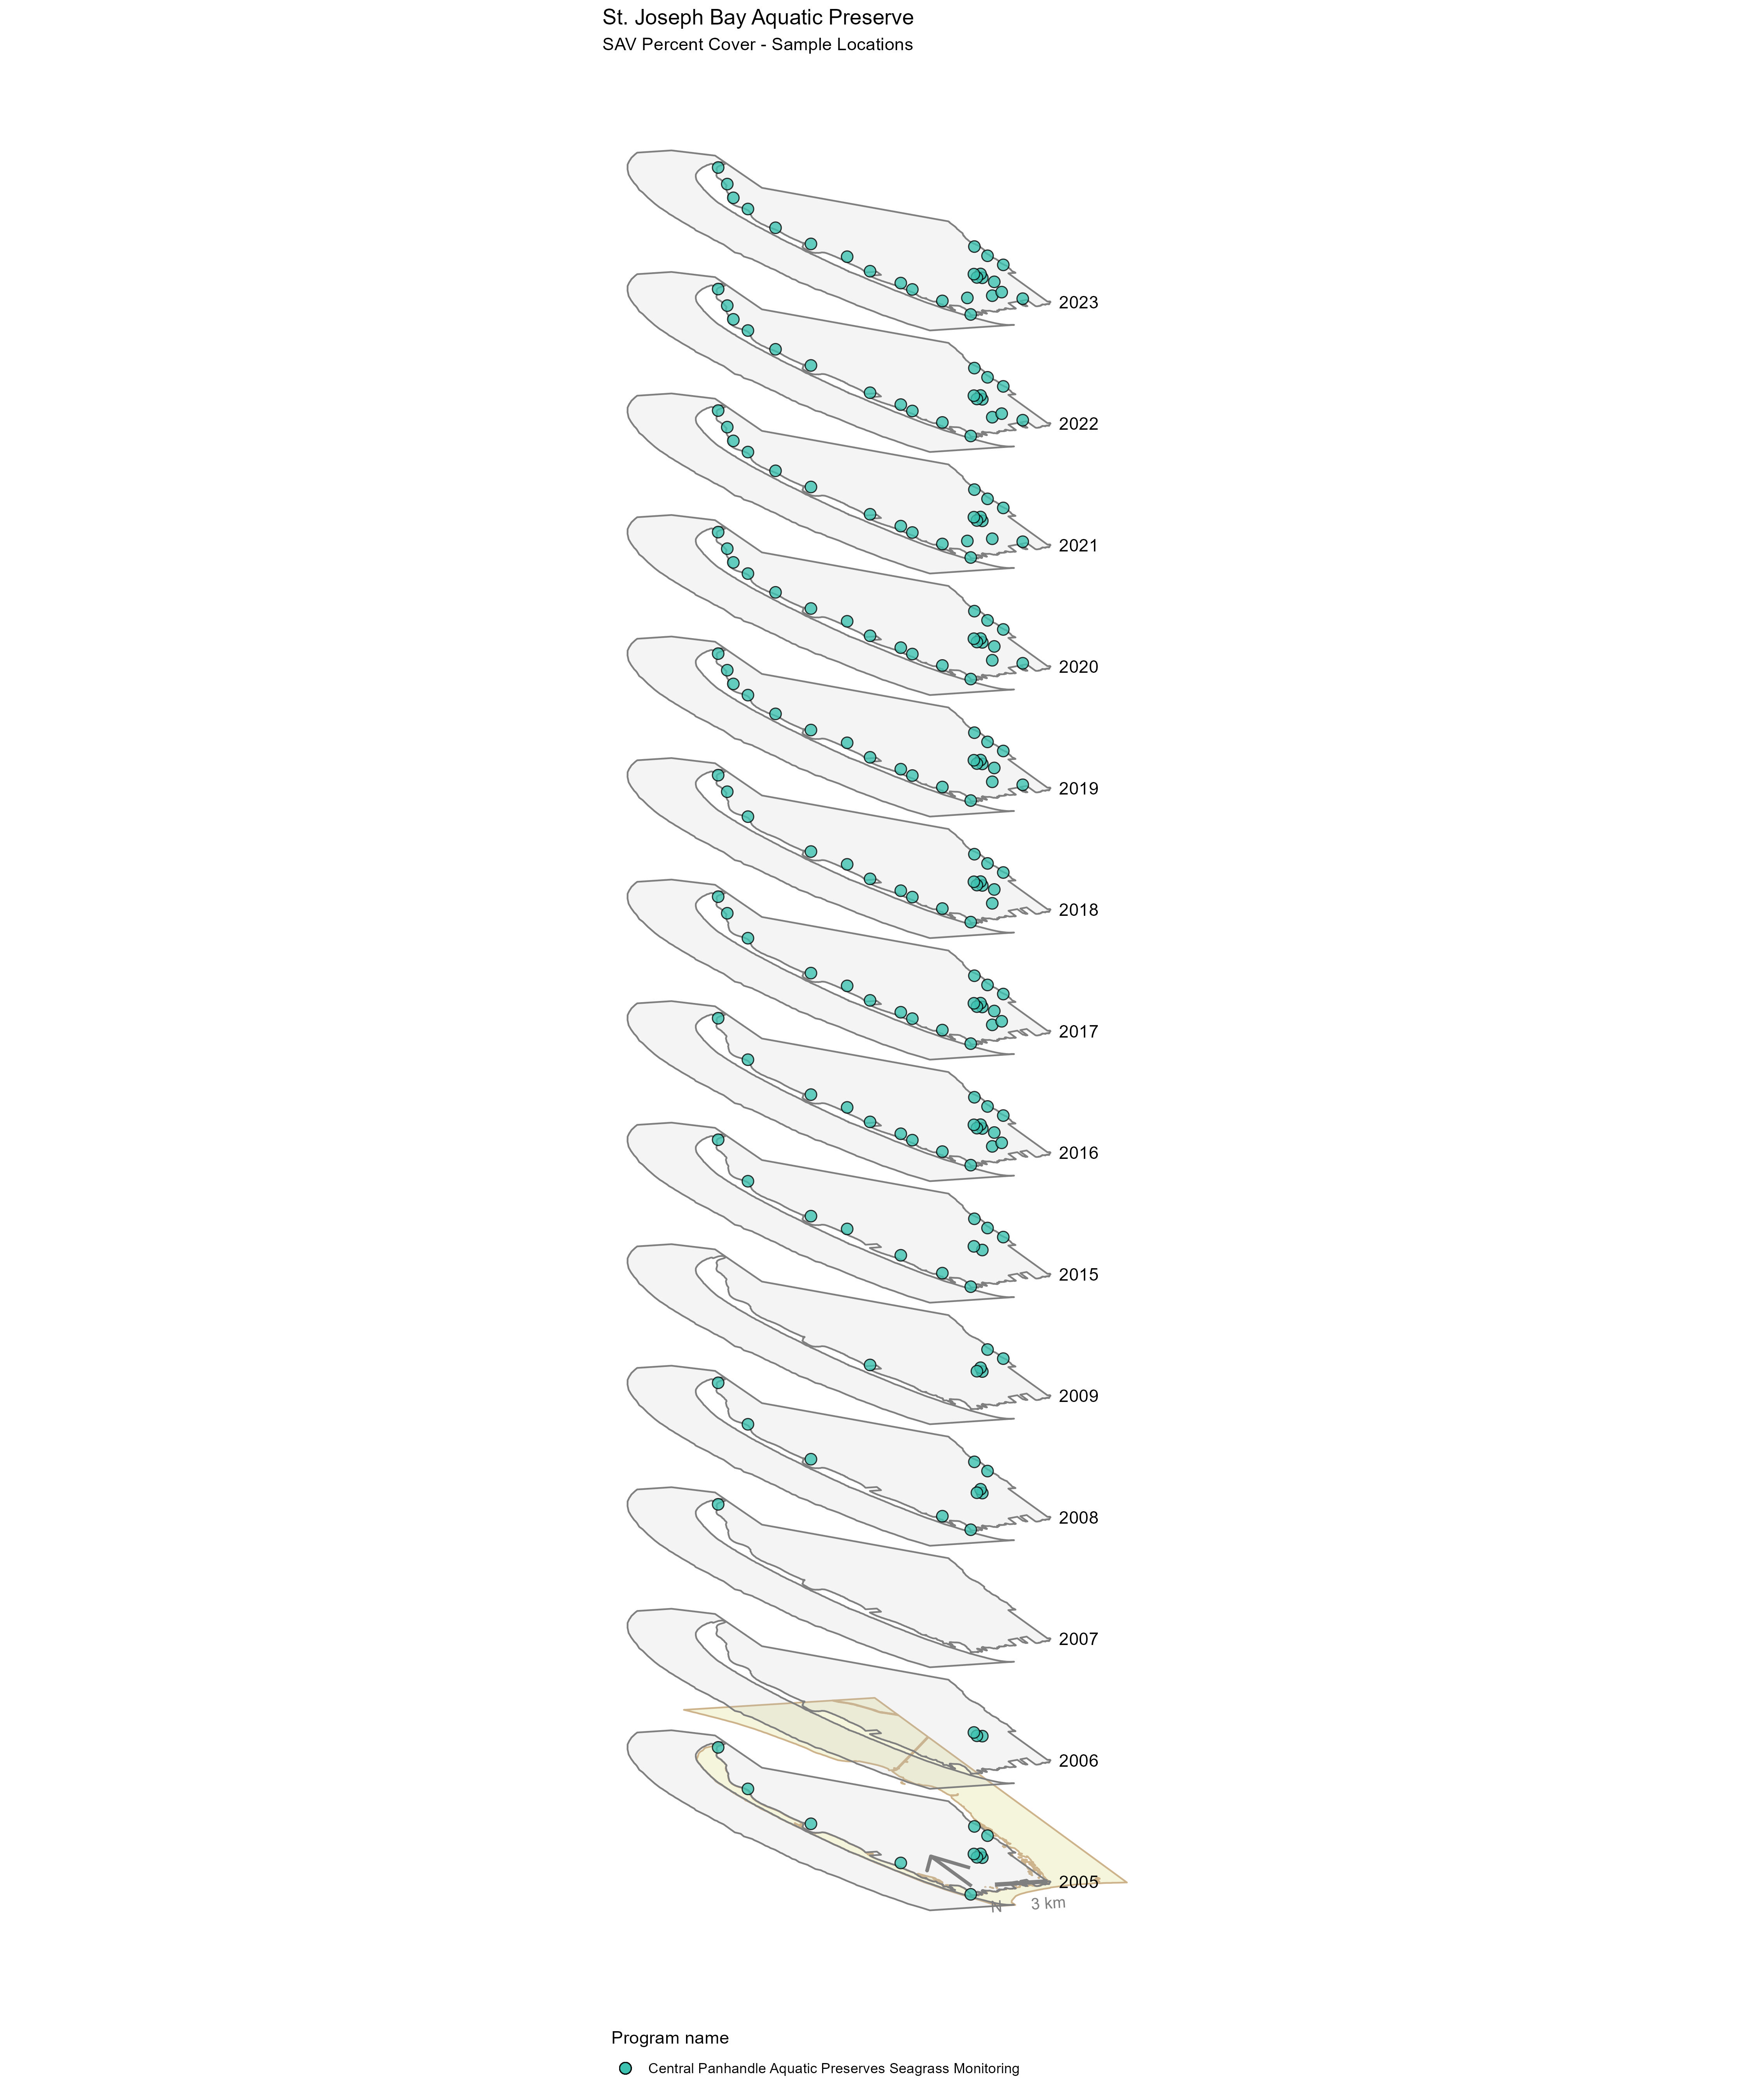 St. Joseph Bay Aquatic Preserve
SAV Percent Cover - Sample Locations
2023
2022
2021
2020
2019
2018
2017
2016
2015
2009
2008
2007
2006
2005
N
3 km
Program name
Central Panhandle Aquatic Preserves Seagrass Monitoring